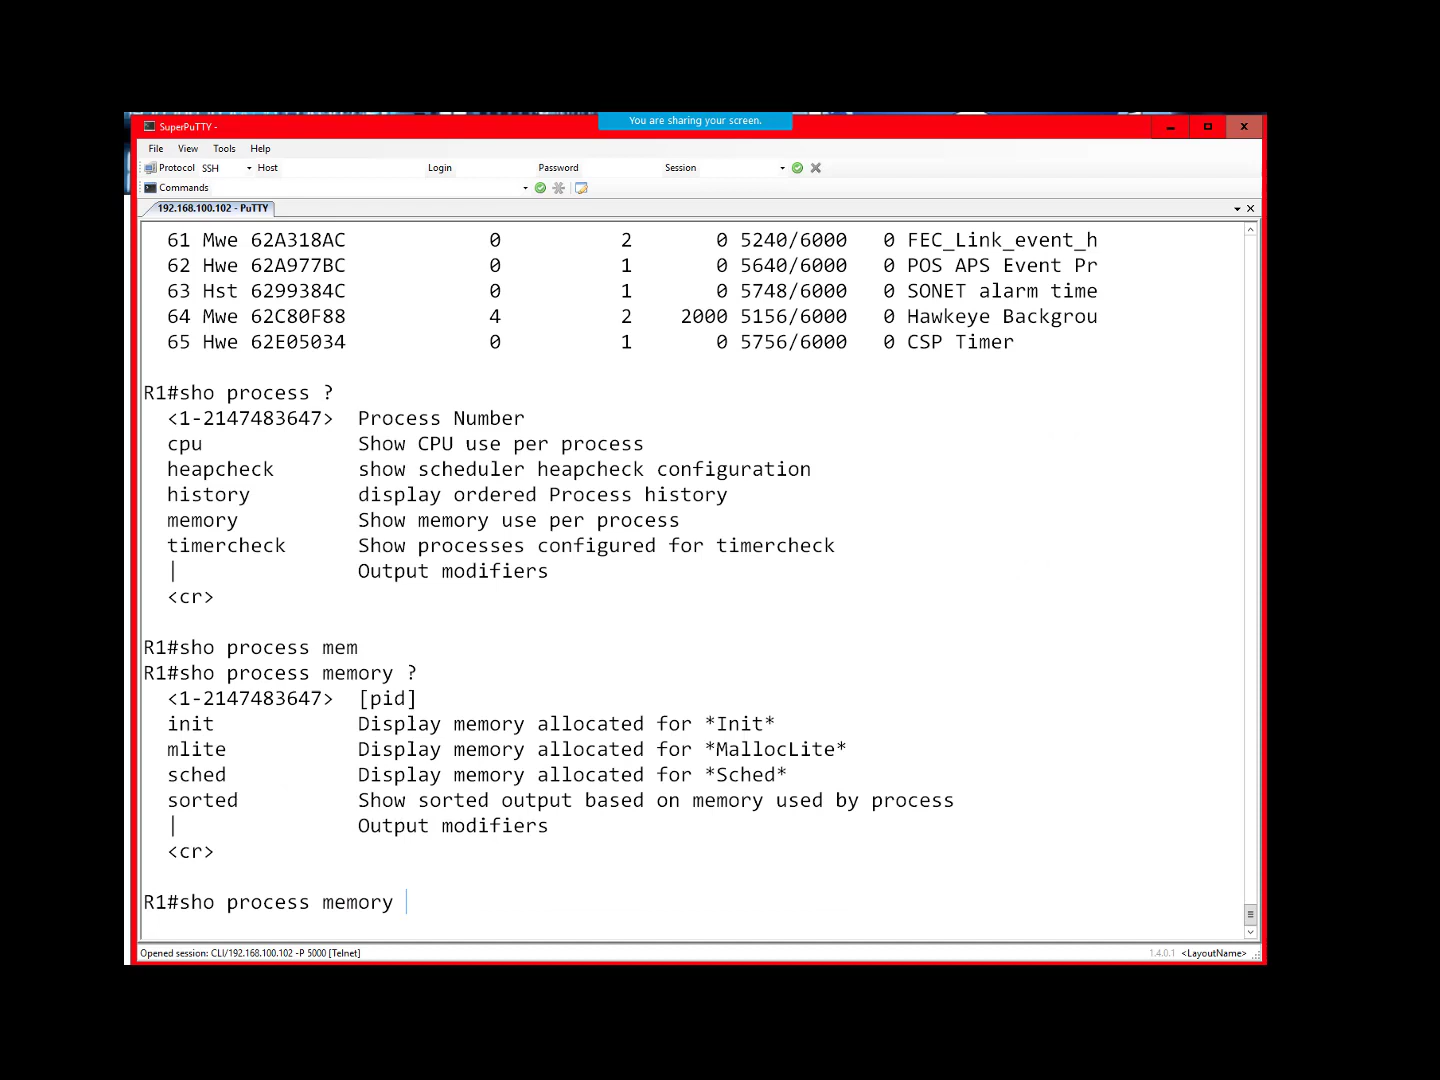 You are sharing your screen.
SuperPuTTY -
File View Tools Help
Protocol SSH Host Login Password Session
Commands
192.168.100.102 - PuTTY
61 Mwe 62A318AC 0 2 0 5240/6000 0 FEC_Link_event_h
62 Hwe 62A977BC 0 1 0 5640/6000 0 POS APS Event Pr
63 Hst 6299384C 0 1 0 5748/6000 0 SONET alarm time
64 Mwe 62C80F88 4 2 2000 5156/6000 0 Hawkeye Backgrou
65 Hwe 62E05034 0 1 0 5756/6000 0 CSP Timer
R1#sho process ?
<1-2147483647> Process Number
cpu Show CPU use per process
heapcheck show scheduler heapcheck configuration
history display ordered Process history
memory Show memory use per process
timercheck Show processes configured for timercheck
| Output modifiers
<cr>
R1#sho process mem
R1#sho process memory ?
<1-2147483647> [pid]
init Display memory allocated for *Init*
mlite Display memory allocated for *MallocLite*
sched Display memory allocated for *Sched*
sorted Show sorted output based on memory used by process
| Output modifiers
<cr>
R1#sho process memory
Opened session: CLI/192.168.100.102 -P 5000 [Telnet] 1.4.0.1 <LayoutName>